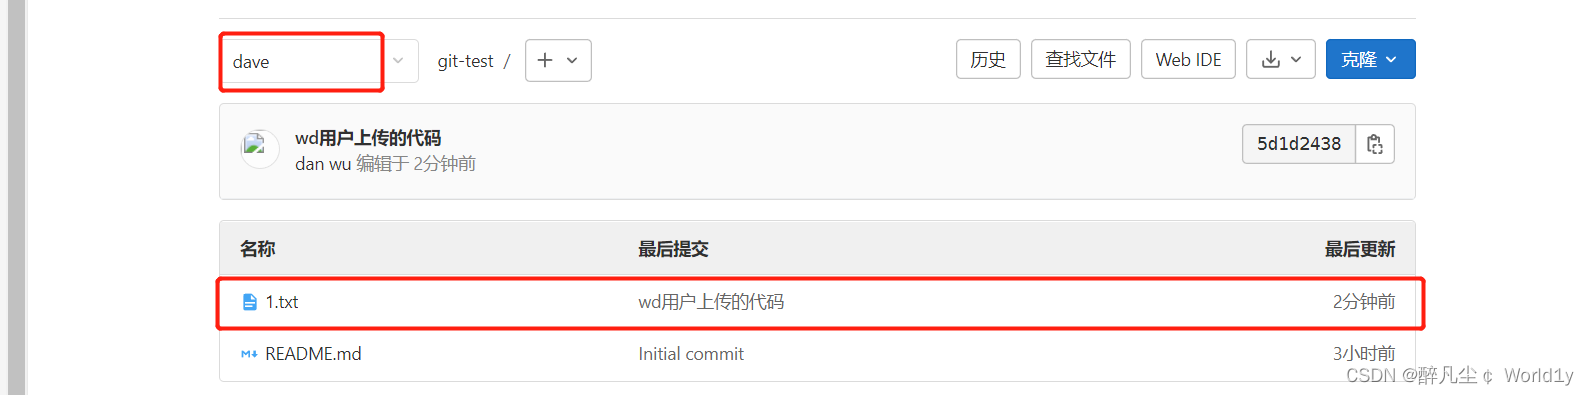 dave git-test / 历史 查找文件 Web IDE 克隆
wd用户上传的代码
dan wu 编辑于 2分钟前 5d1d2438
名称 最后提交 最后更新
1.txt wd用户上传的代码 2分钟前
M↓ README.md Initial commit 3小时前
CSDN @醉凡尘¢ World1y